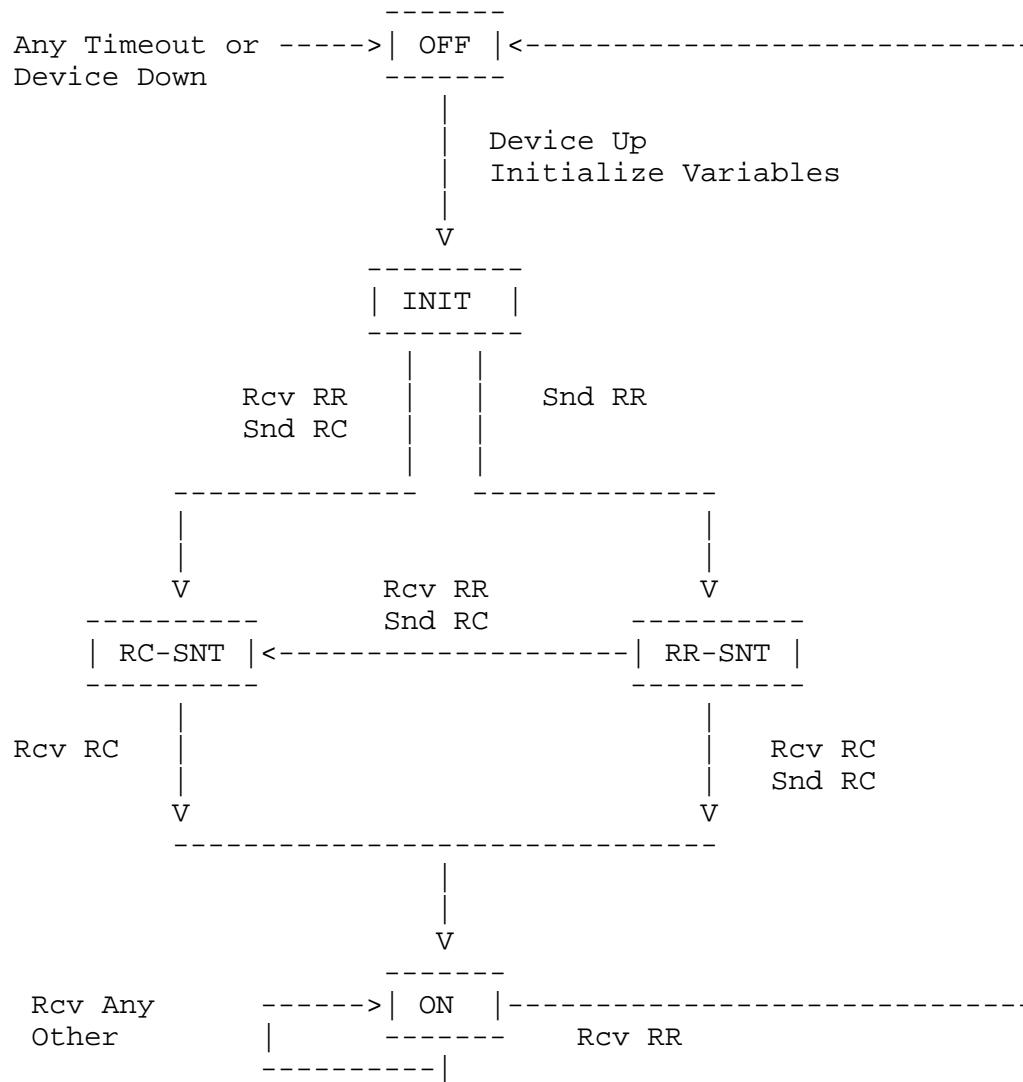 Any Timeout or OFF
Device Down
Device Up
Initialize Variables
INIT
Rcv RR Snd RR
Snd RC
Rcv RR
Snd RC
RC-SNT RR-SNT
Rcv RC Rcv RC
Snd RC
Rcv Any ON
Other Rcv RR